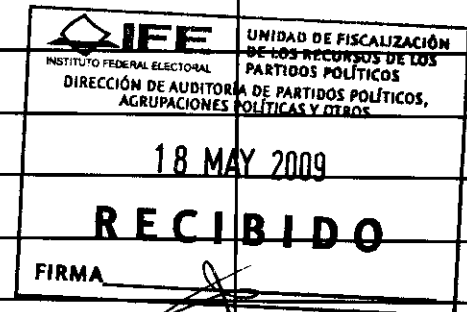 IFE
INSTITUTO FEDERAL ELECTORAL
UNIDAD DE FISCALIZACIÓN
DE LOS RECURSOS DE LOS
PARTIDOS POLÍTICOS
DIRECCIÓN DE AUDITORÍA DE PARTIDOS POLÍTICOS,
AGRUPACIONES POLÍTICAS Y OTROS
18 MAY 2009
RECIBIDO
FIRMA